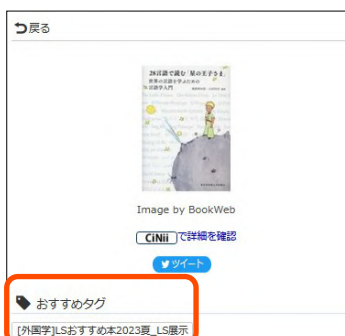 戻る
28言語で読む「星の王子さま」
世界の言語を学ぶための
言語学入門
Image by BookWeb
CiNii で詳細を確認
ツイート
おすすめタグ
[外国学]LSおすすめ本2023夏_LS展示